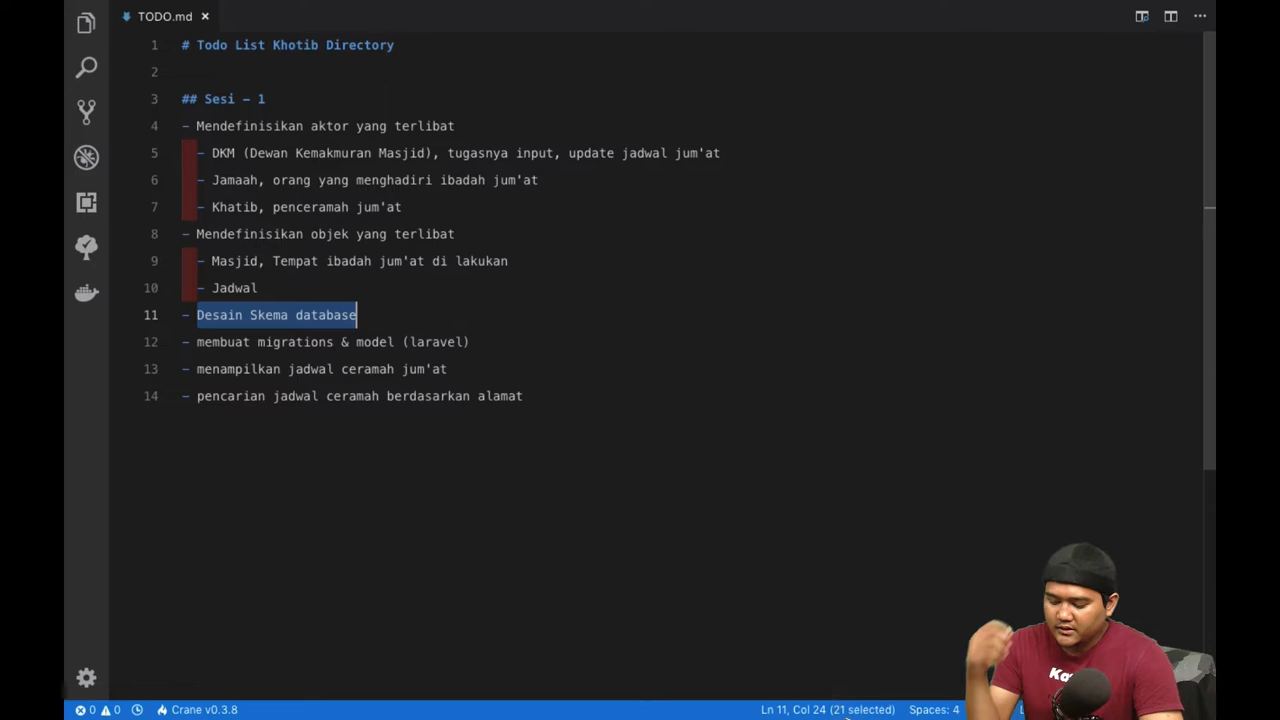 TODO.md
1 # Todo List Khotib Directory
2
3 ## Sesi - 1
4 - Mendefinisikan aktor yang terlibat
5 - DKM (Dewan Kemakmuran Masjid), tugasnya input, update jadwal jum'at
6 - Jamaah, orang yang menghadiri ibadah jum'at
7 - Khatib, penceramah jum'at
8 - Mendefinisikan objek yang terlibat
9 - Masjid, Tempat ibadah jum'at di lakukan
10 - Jadwal
11 - Desain Skema database
12 - membuat migrations & model (laravel)
13 - menampilkan jadwal ceramah jum'at
14 - pencarian jadwal ceramah berdasarkan alamat
0 0 Crane v0.3.8 Ln 11, Col 24 (21 selected) Spaces: 4